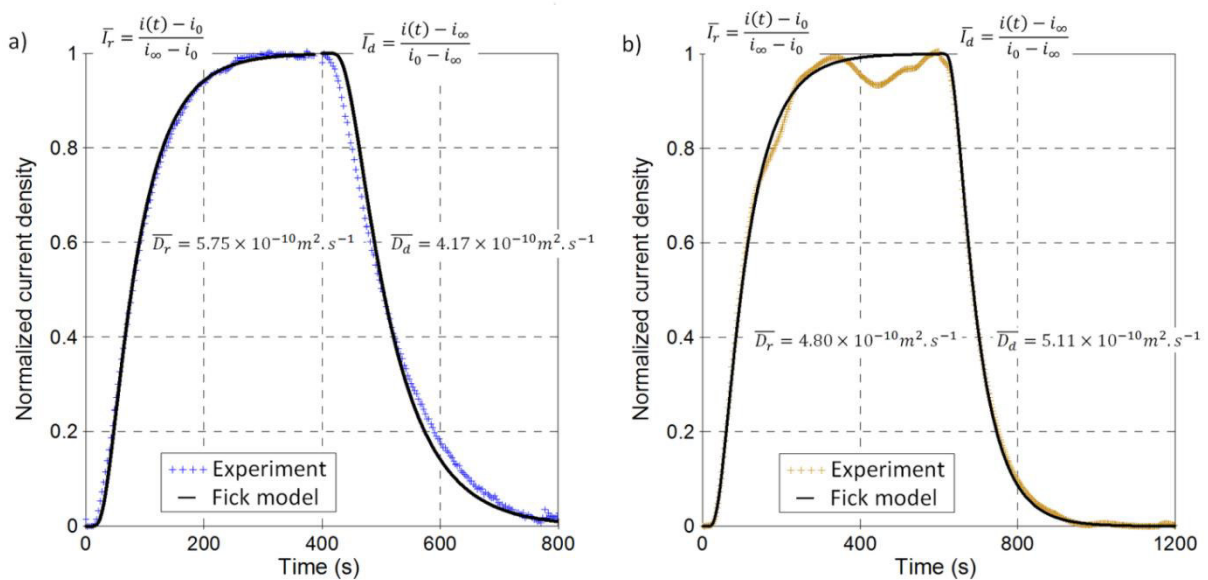 a)
\overline{I_r} = \frac{i(t) - i_0}{i_\infty - i_0}
\overline{I_d} = \frac{i(t) - i_\infty}{i_0 - i_\infty}
Normalized current density
1
0.8
0.6
0.4
0.2
0
\overline{D_r} = 5.75 × 10^{-10} m^2.s^{-1}
\overline{D_d} = 4.17 × 10^{-10} m^2.s^{-1}
++++ Experiment
— Fick model
0 200 400 600 800
Time (s)
b)
\overline{I_r} = \frac{i(t) - i_0}{i_\infty - i_0}
\overline{I_d} = \frac{i(t) - i_\infty}{i_0 - i_\infty}
Normalized current density
1
0.8
0.6
0.4
0.2
0
\overline{D_r} = 4.80 × 10^{-10} m^2.s^{-1}
\overline{D_d} = 5.11 × 10^{-10} m^2.s^{-1}
++++ Experiment
— Fick model
0 400 800 1200
Time (s)